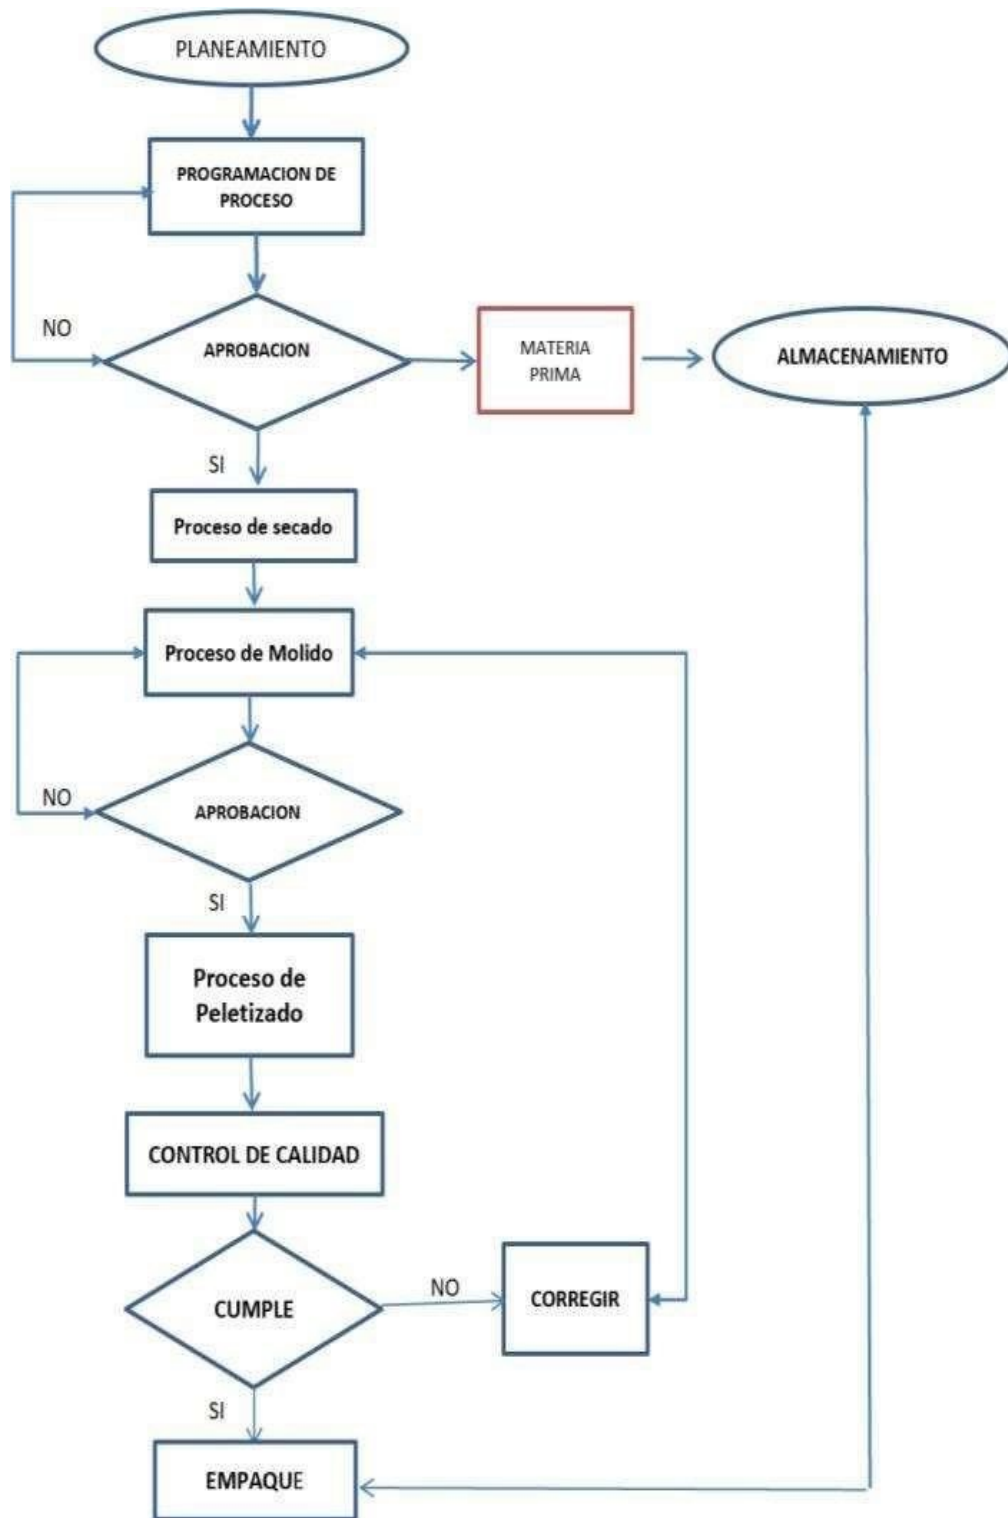 PLANEAMIENTO
PROGRAMACION DE
PROCESO
NO
APROBACION
MATERIA
PRIMA
ALMACENAMIENTO
SI
Proceso de secado
Proceso de Molido
NO
APROBACION
SI
Proceso de
Peletizado
CONTROL DE CALIDAD
CUMPLE
NO
CORREGIR
SI
EMPAQUE